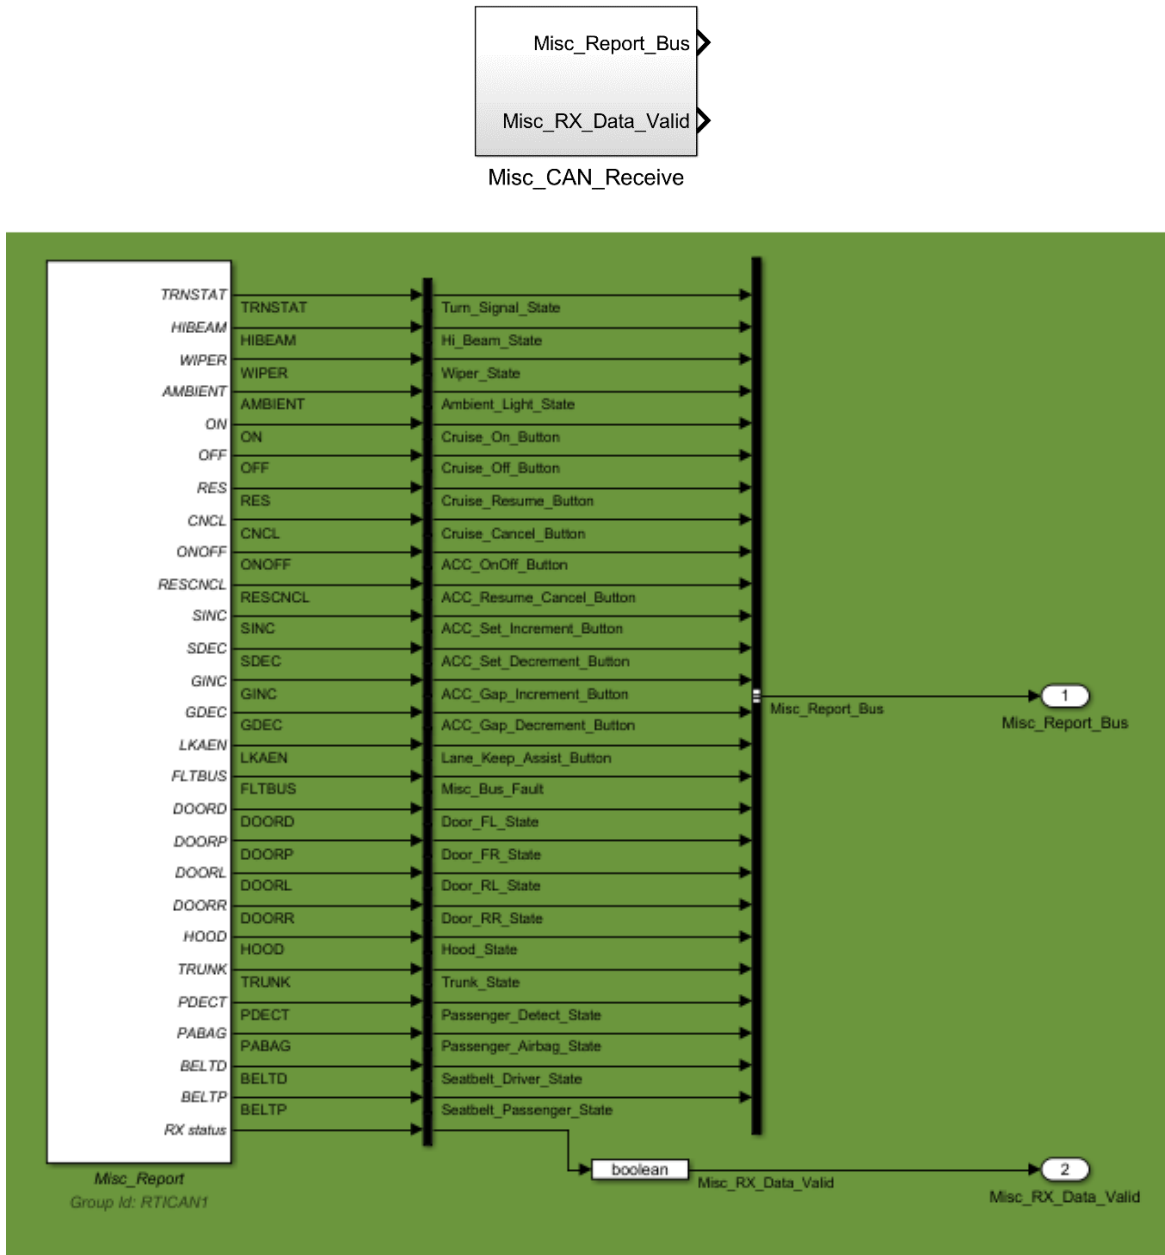 Misc_Report_Bus
Misc_RX_Data_Valid
Misc_CAN_Receive
TRNSTAT
TRNSTAT Turn_Signal_State
HIBEAM
HIBEAM Hi_Beam_State
WIPER
WIPER Wiper_State
AMBIENT
AMBIENT Ambient_Light_State
ON
ON Cruise_On_Button
OFF
OFF Cruise_Off_Button
RES
RES Cruise_Resume_Button
CNCL
CNCL Cruise_Cancel_Button
ONOFF
ONOFF ACC_OnOff_Button
RESCNCL
RESCNCL ACC_Resume_Cancel_Button
SINC
SINC ACC_Set_Increment_Button
SDEC
SDEC ACC_Set_Decrement_Button
GINC
GINC ACC_Gap_Increment_Button
1
Misc_Report_Bus
Misc_Report_Bus
GDEC
GDEC ACC_Gap_Decrement_Button
LKAEN
LKAEN Lane_Keep_Assist_Button
FLTBUS
FLTBUS Misc_Bus_Fault
DOORD
DOORD Door_FL_State
DOORP
DOORP Door_FR_State
DOORL
DOORL Door_RL_State
DOORR
DOORR Door_RR_State
HOOD
HOOD Hood_State
TRUNK
TRUNK Trunk_State
PDECT
PDECT Passenger_Detect_State
PABAG
PABAG Passenger_Airbag_State
BELTD
BELTD Seatbelt_Driver_State
BELTP
BELTP Seatbelt_Passenger_State
RX status
boolean
2
Misc_RX_Data_Valid
Misc_RX_Data_Valid
Misc_Report
Group Id: RTICAN1